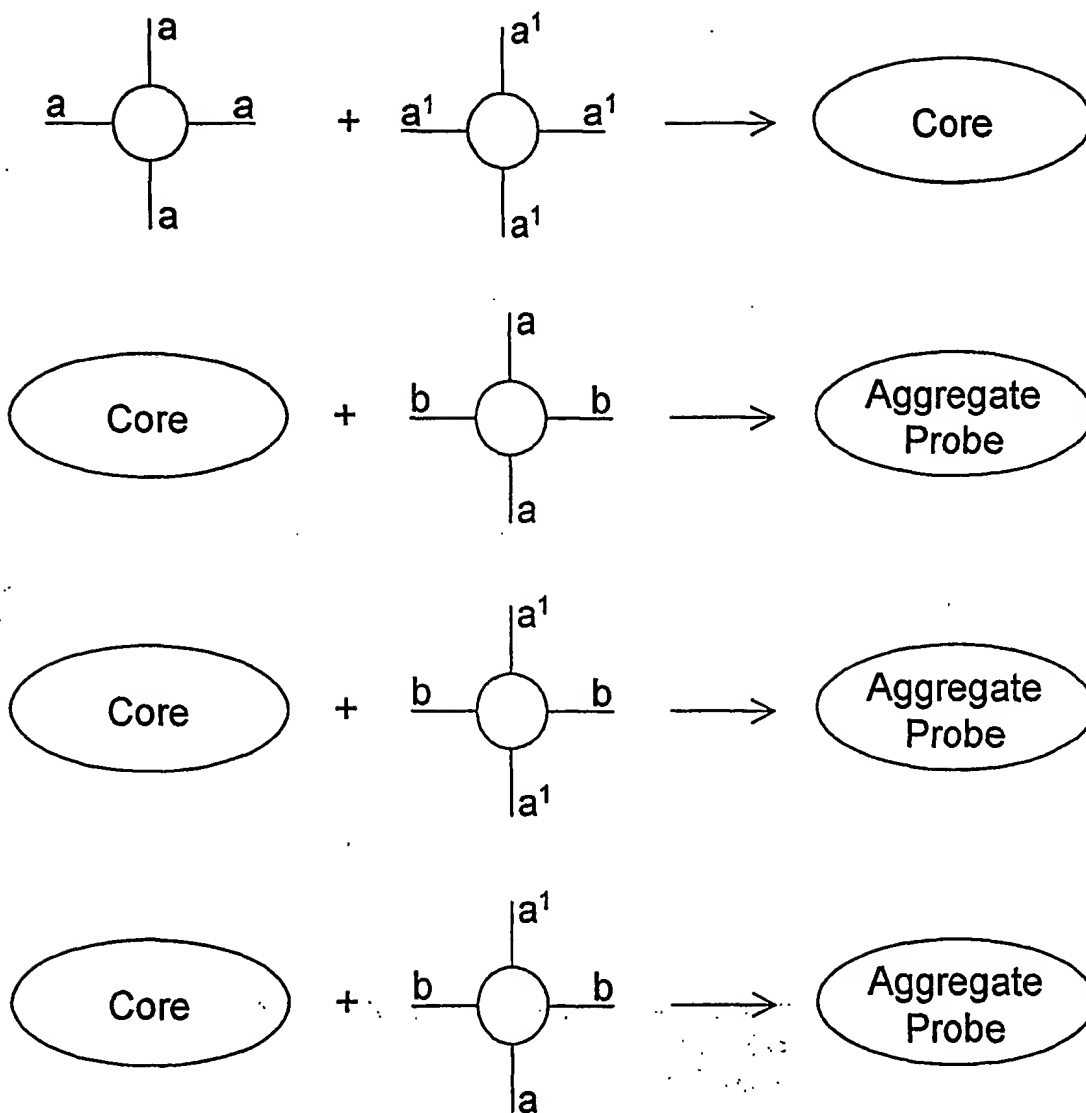 a a¹
a a + a¹ a¹ → Core
a a¹
a
Core + b b → Aggregate
Probe
a
a¹
Core + b b → Aggregate
Probe
a¹
a¹
Core + b b → Aggregate
Probe
a